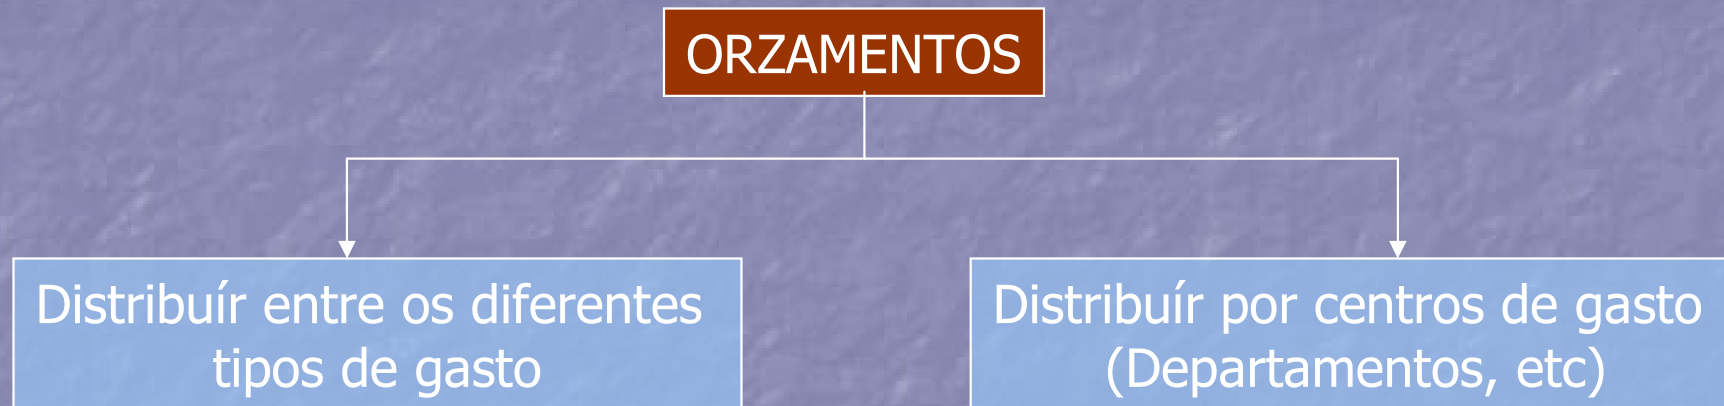 ORZAMENTOS
Distribuír entre os diferentes
tipos de gasto
Distribuír por centros de gasto
(Departamentos, etc)